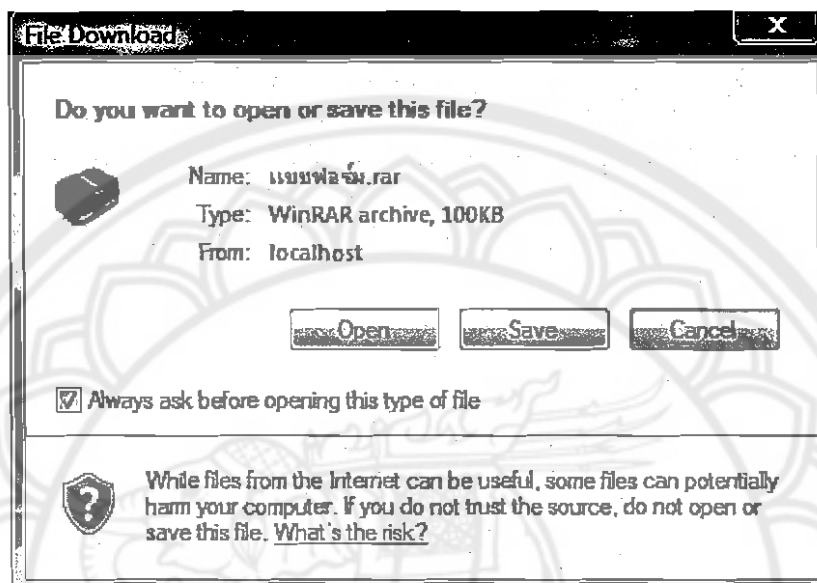 File Download
X
Do you want to open or save this file?
Name: แบบฟอร์ม.rar
Type: WinRAR archive, 100KB
From: localhost
Open Save Cancel
Always ask before opening this type of file
While files from the Internet can be useful, some files can potentially
harm your computer. If you do not trust the source, do not open or
save this file. What's the risk?